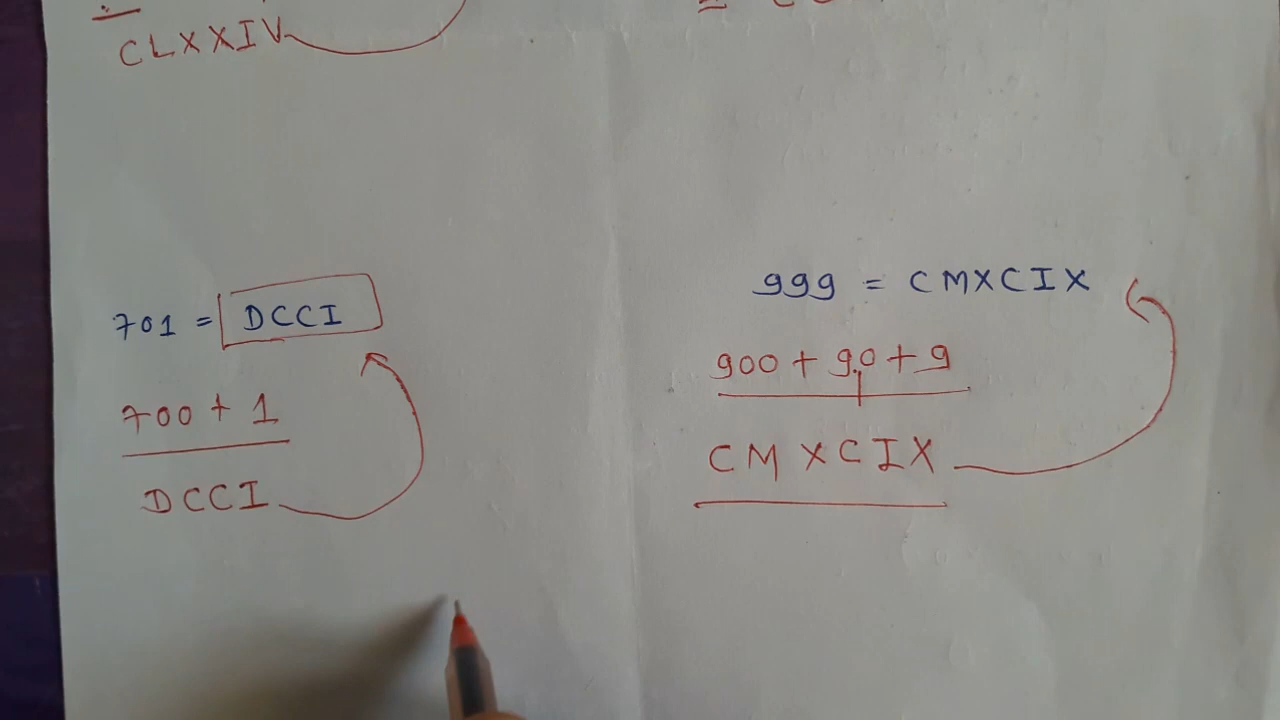 CLXXIV
701 = DCCI
700 + 1
DCCI
999 = CMXCIX
900 + 90 + 9
CMXCIX